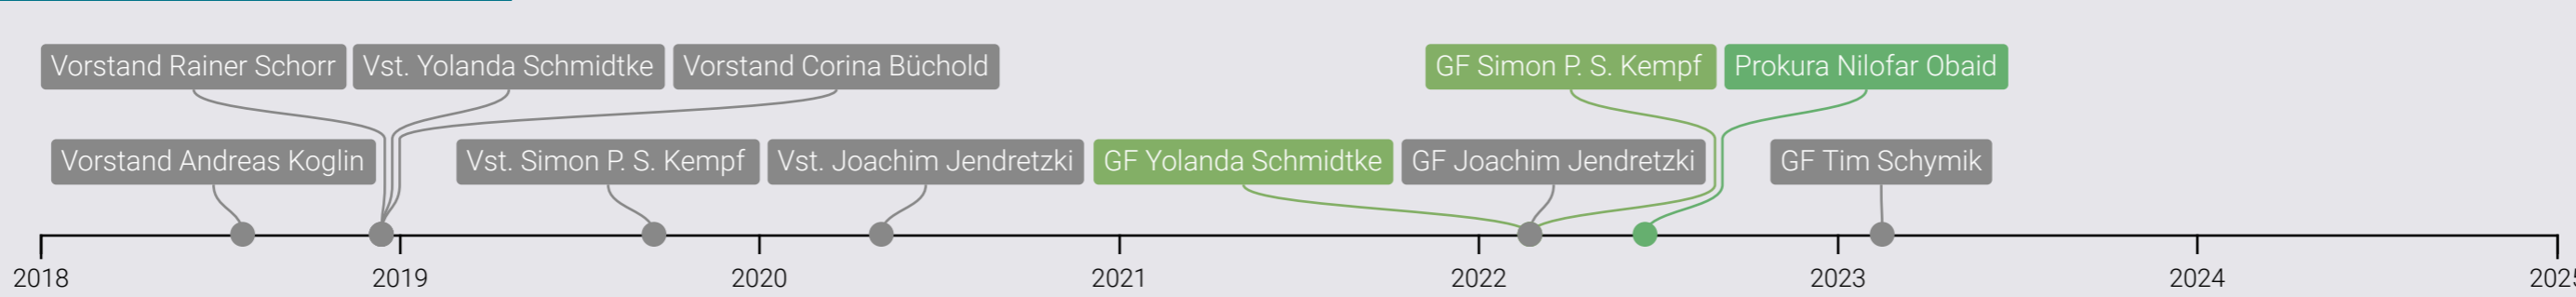 Vorstand Rainer Schorr
Vst. Yolanda Schmidtke
Vorstand Corina Büchold
GF Simon P. S. Kempf
Prokura Nilofar Obaid
Vorstand Andreas Koglin
Vst. Simon P. S. Kempf
Vst. Joachim Jendretzki
GF Yolanda Schmidtke
GF Joachim Jendretzki
GF Tim Schymik
2018
2019
2020
2021
2022
2023
2024